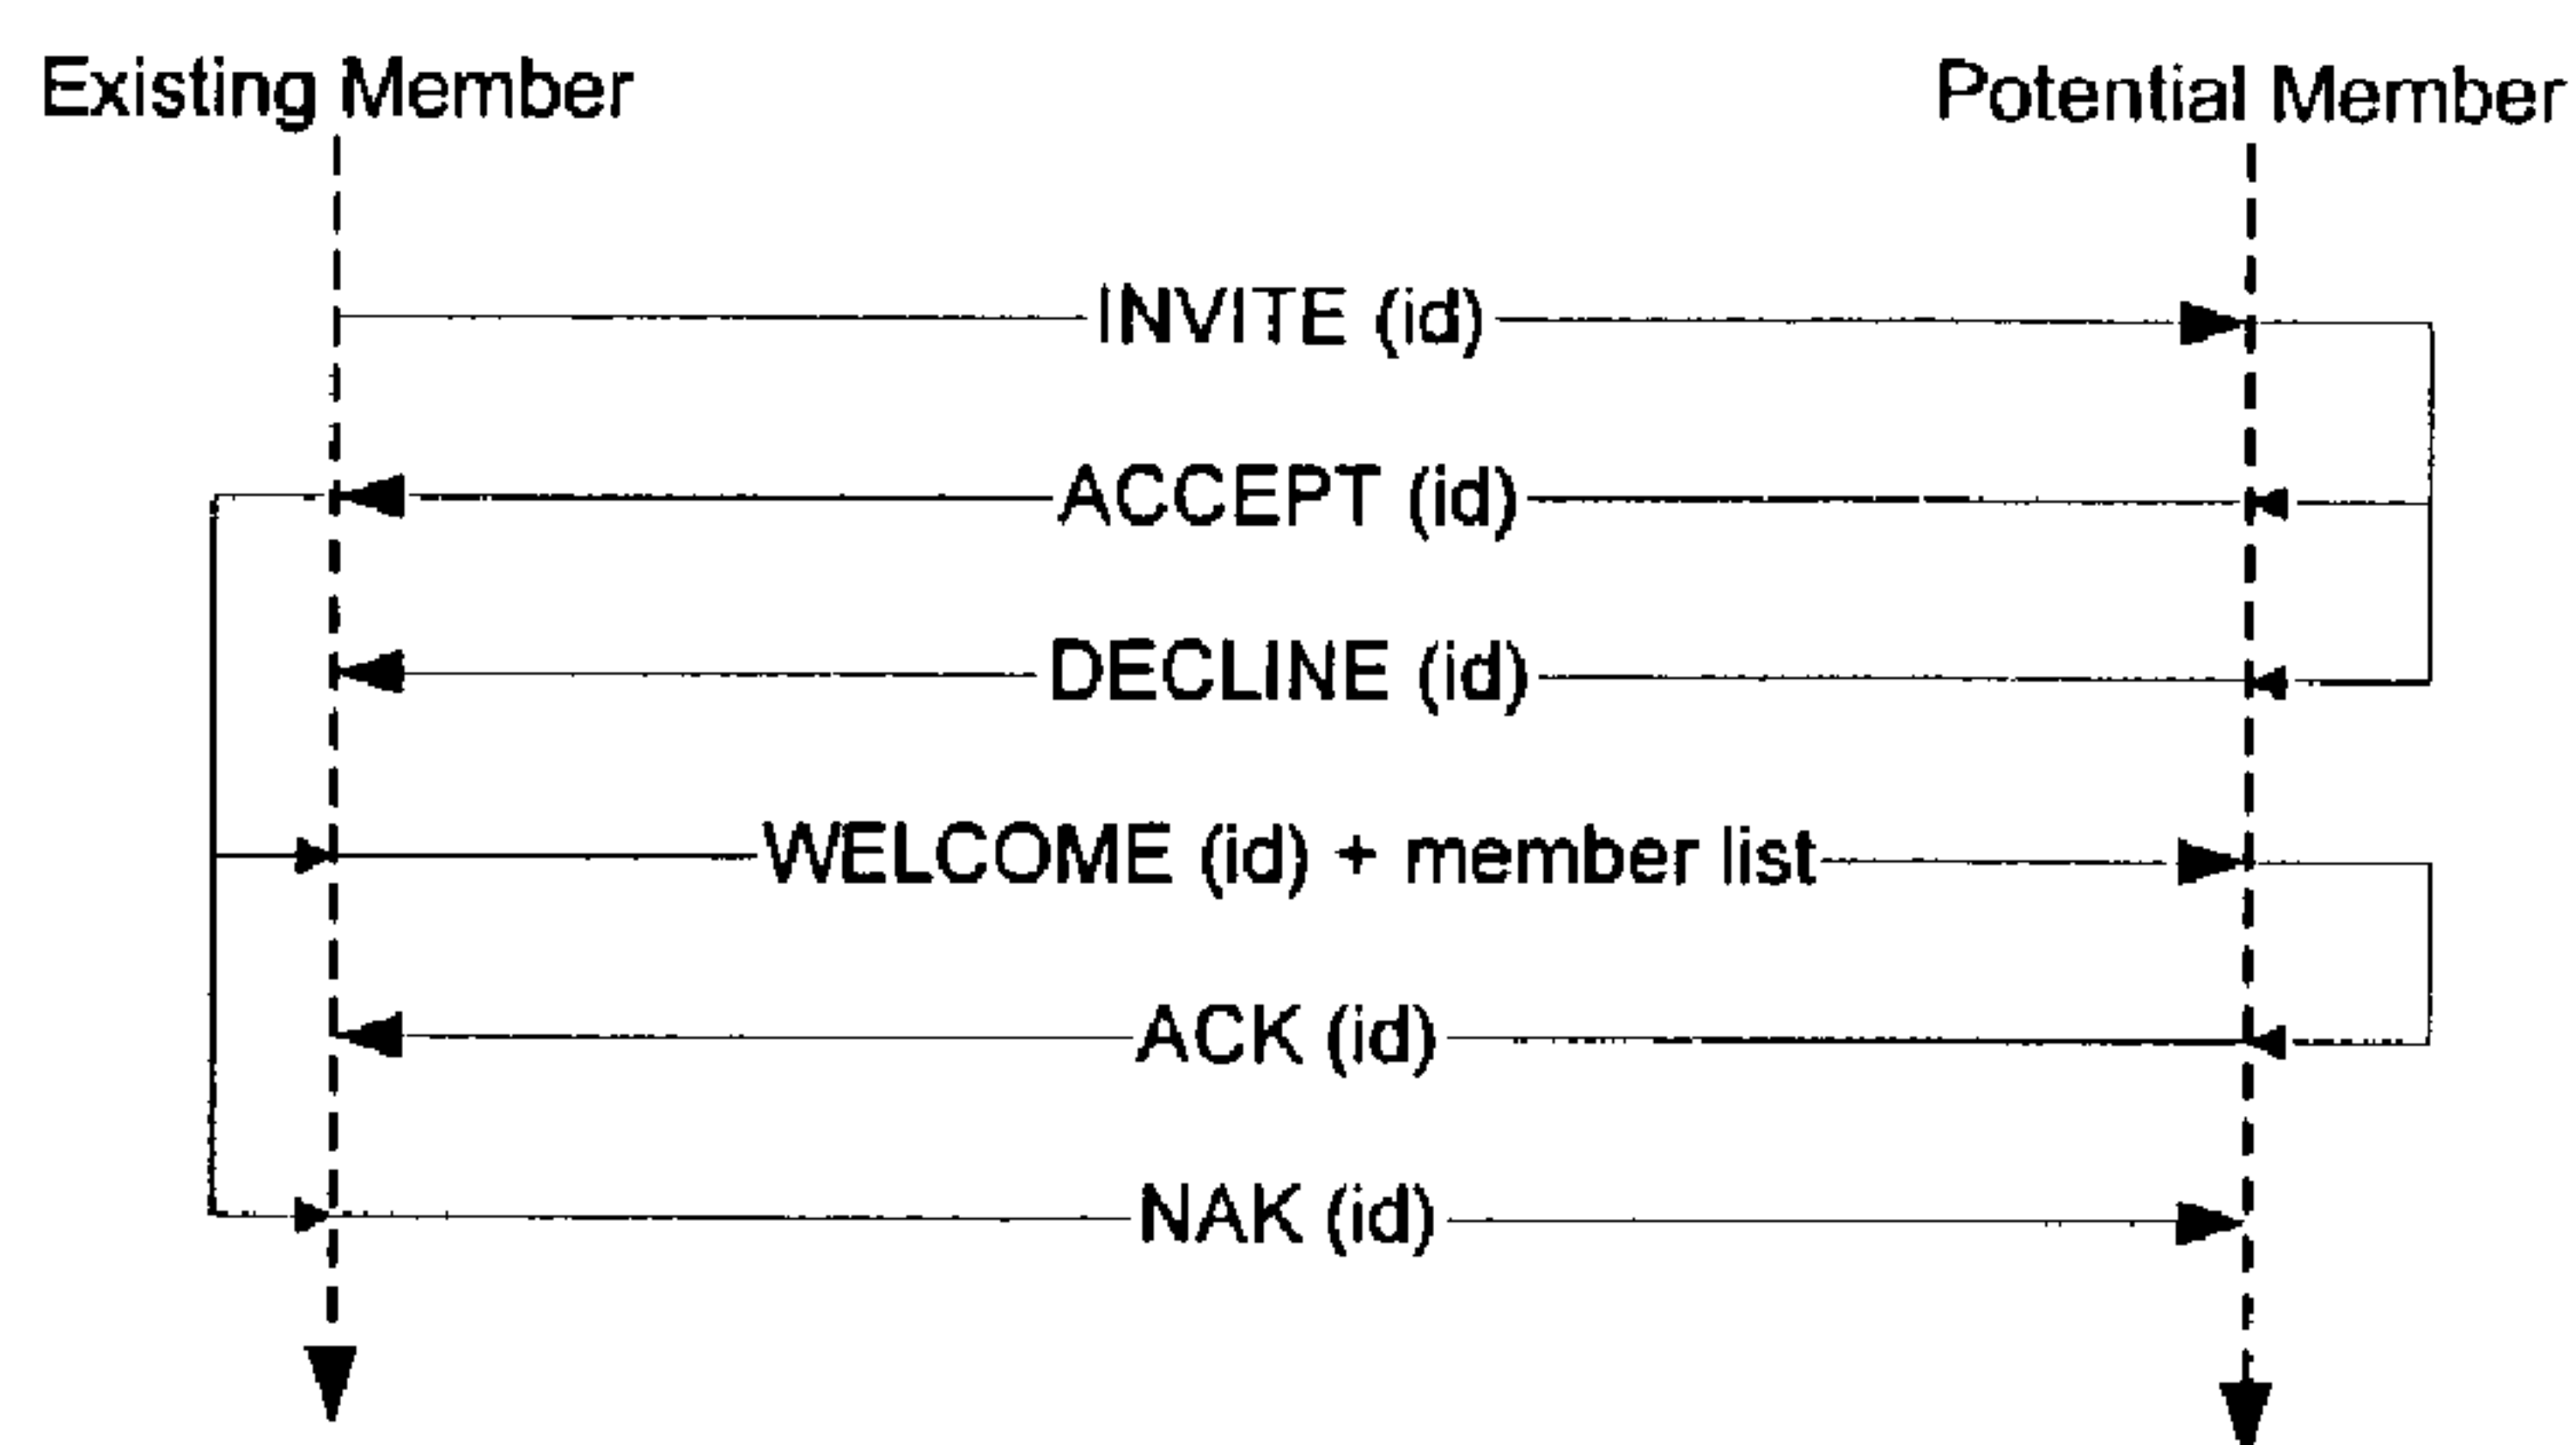 Existing Member
Potential Member
INVITE (id)
ACCEPT (id)
DECLINE (id)
WELCOME (id) + member list
ACK (id)
NAK (id)